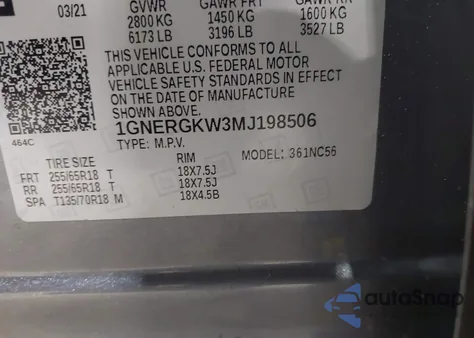 03/21 GVWR GAWR FRT GAWR RR
2800 KG 1450 KG 1600 KG
6173 LB 3196 LB 3527 LB
THIS VEHICLE CONFORMS TO ALL
APPLICABLE U.S. FEDERAL MOTOR
VEHICLE SAFETY STANDARDS IN EFFECT
ON THE DATE OF MANUFACTURE
SHOWN ABOVE.
464C
1GNERGKW3MJ198506
TYPE: M.P.V.
MODEL: 361NC56
TIRE SIZE RIM
FRT 255/65R18 T 18X7.5J
RR 255/65R18 T 18X7.5J
SPA T135/70R18 M 18X4.5B
autoSnap